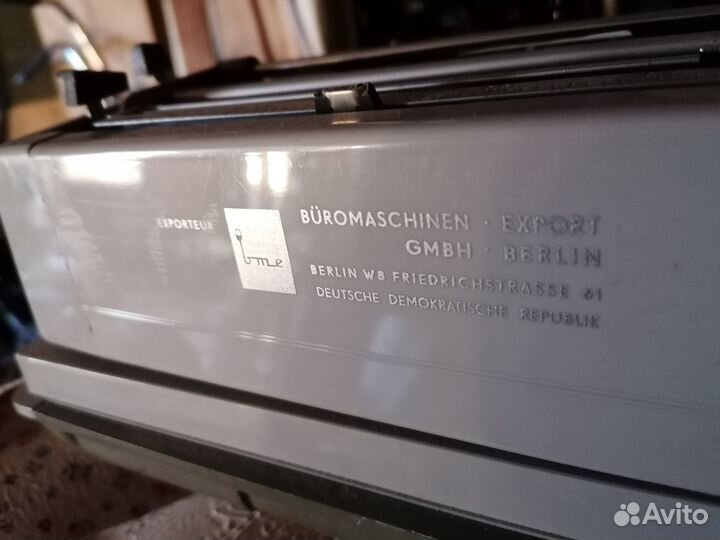 EXPORTEUR
bme
BÜROMASCHINEN · EXPORT
GMBH · BERLIN
BERLIN W8 FRIEDRICHSTRASSE 61
DEUTSCHE DEMOKRATISCHE REPUBLIK
Avito